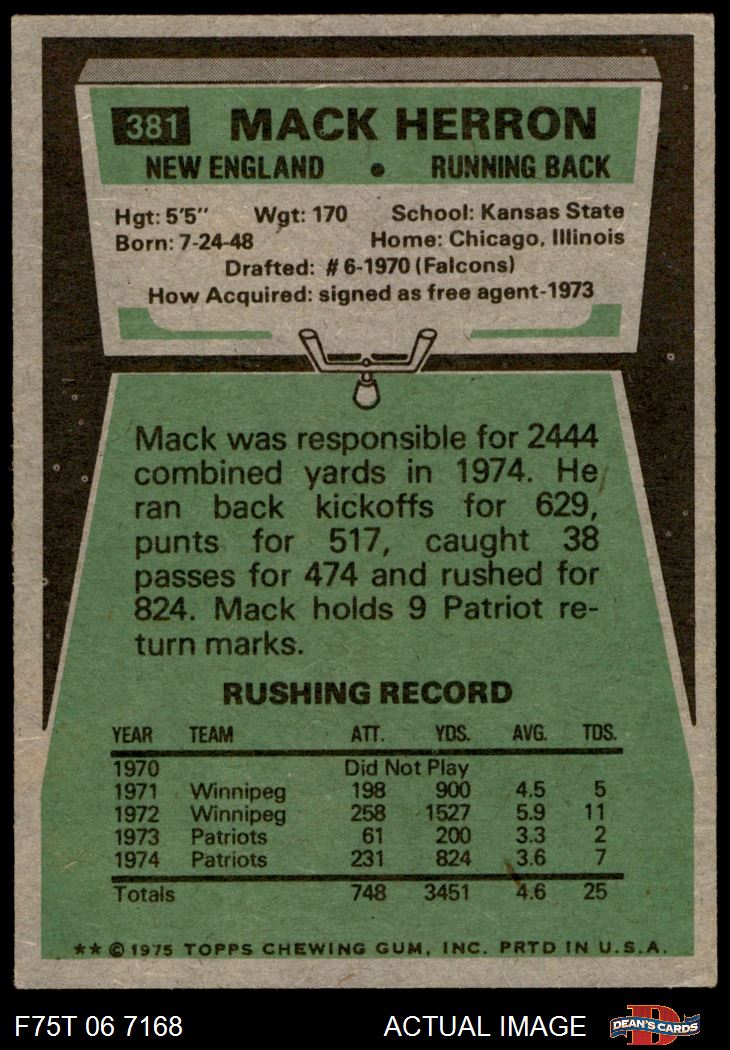 381 MACK HERRON
NEW ENGLAND • RUNNING BACK
Hgt: 5'5" Wgt: 170 School: Kansas State
Born: 7-24-48 Home: Chicago, Illinois
Drafted: #6-1970 (Falcons)
How Acquired: signed as free agent-1973
Mack was responsible for 2444
combined yards in 1974. He
ran back kickoffs for 629,
punts for 517, caught 38
passes for 474 and rushed for
824. Mack holds 9 Patriot re-
turn marks.
RUSHING RECORD
YEAR TEAM ATT. YDS. AVG. TDS.
1970 Did Not Play
1971 Winnipeg 198 900 4.5 5
1972 Winnipeg 258 1527 5.9 11
1973 Patriots 61 200 3.3 2
1974 Patriots 231 824 3.6 7
Totals 748 3451 4.6 25
** © 1975 TOPPS CHEWING GUM, INC. PRTD IN U.S.A.
F75T 06 7168 ACTUAL IMAGE DEAN'S CARDS